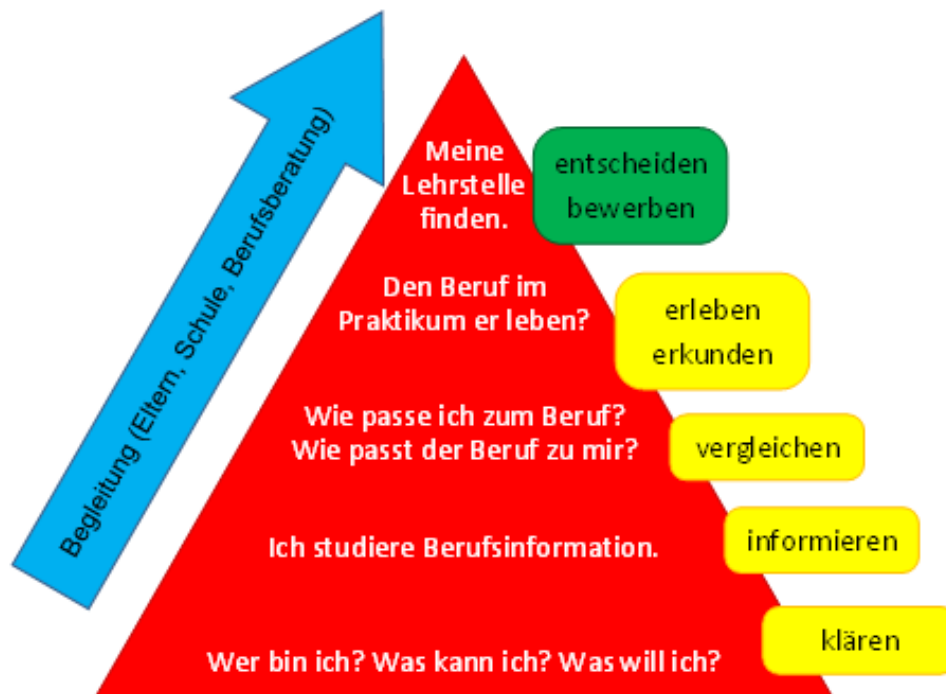 Begleitung (Eltern, Schule, Berufsberatung)
Meine
Lehrstelle
finden.
entscheiden
bewerben
Den Beruf im
Praktikum er leben?
erleben
erkunden
Wie passe ich zum Beruf?
Wie passt der Beruf zu mir?
vergleichen
Ich studiere Berufsinformation.
informieren
Wer bin ich? Was kann ich? Was will ich?
klären